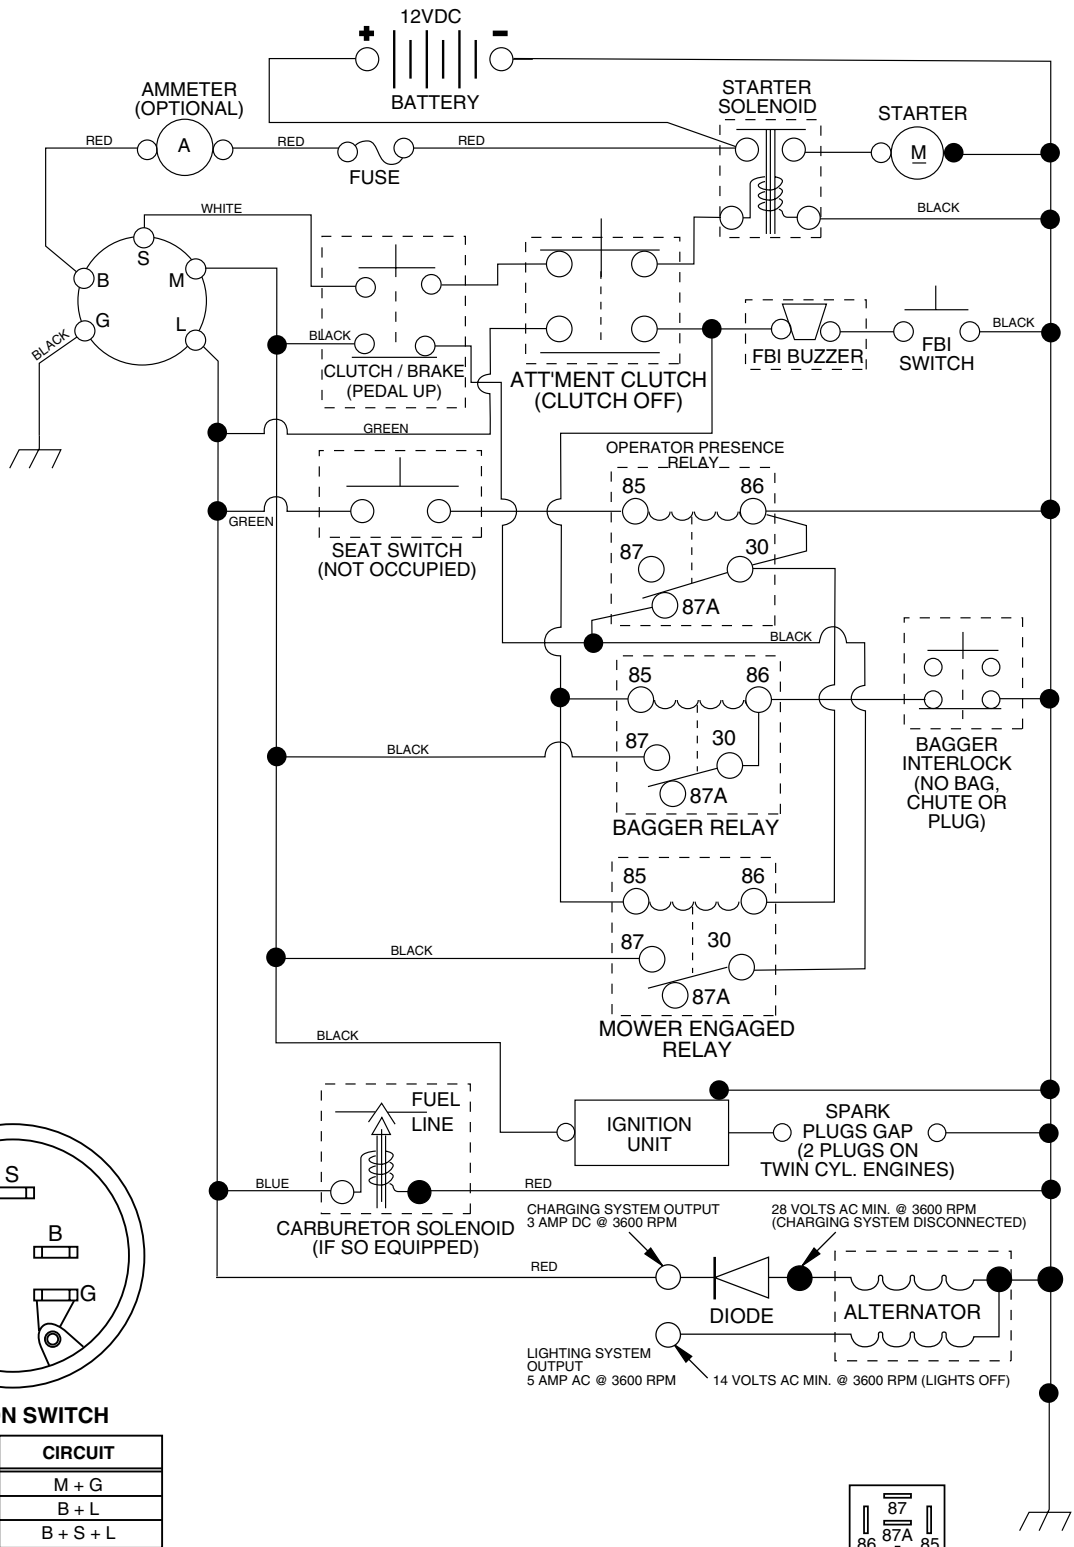 12VDC
+
-
BATTERY
AMMETER
(OPTIONAL)
RED
A
RED
FUSE
RED
STARTER
SOLENOID
STARTER
M
BLACK
WHITE
S
B
M
G
L
BLACK
BLACK
CLUTCH / BRAKE
(PEDAL UP)
ATT'MENT CLUTCH
(CLUTCH OFF)
FBI BUZZER
FBI
SWITCH
BLACK
GREEN
GREEN
SEAT SWITCH
(NOT OCCUPIED)
OPERATOR PRESENCE
RELAY
85
86
87
30
87A
BLACK
85
86
87
30
87A
BAGGER RELAY
BLACK
BAGGER
INTERLOCK
(NO BAG,
CHUTE OR
PLUG)
85
86
87
30
87A
MOWER ENGAGED
RELAY
BLACK
BLACK
FUEL
LINE
IGNITION
UNIT
SPARK
PLUGS GAP
(2 PLUGS ON
TWIN CYL. ENGINES)
BLUE
RED
CARBURETOR SOLENOID
(IF SO EQUIPPED)
CHARGING SYSTEM OUTPUT
3 AMP DC @ 3600 RPM
28 VOLTS AC MIN. @ 3600 RPM
(CHARGING SYSTEM DISCONNECTED)
RED
DIODE
ALTERNATOR
LIGHTING SYSTEM
OUTPUT
5 AMP AC @ 3600 RPM
14 VOLTS AC MIN. @ 3600 RPM (LIGHTS OFF)
S
B
G
N SWITCH
CIRCUIT
M + G
B + L
B + S + L
87
86
87A
85